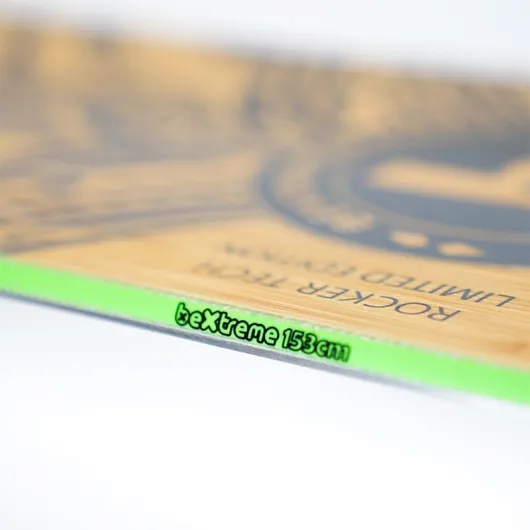 beXtreme 153cm
ROCKER TECH
LIMITED EDITION